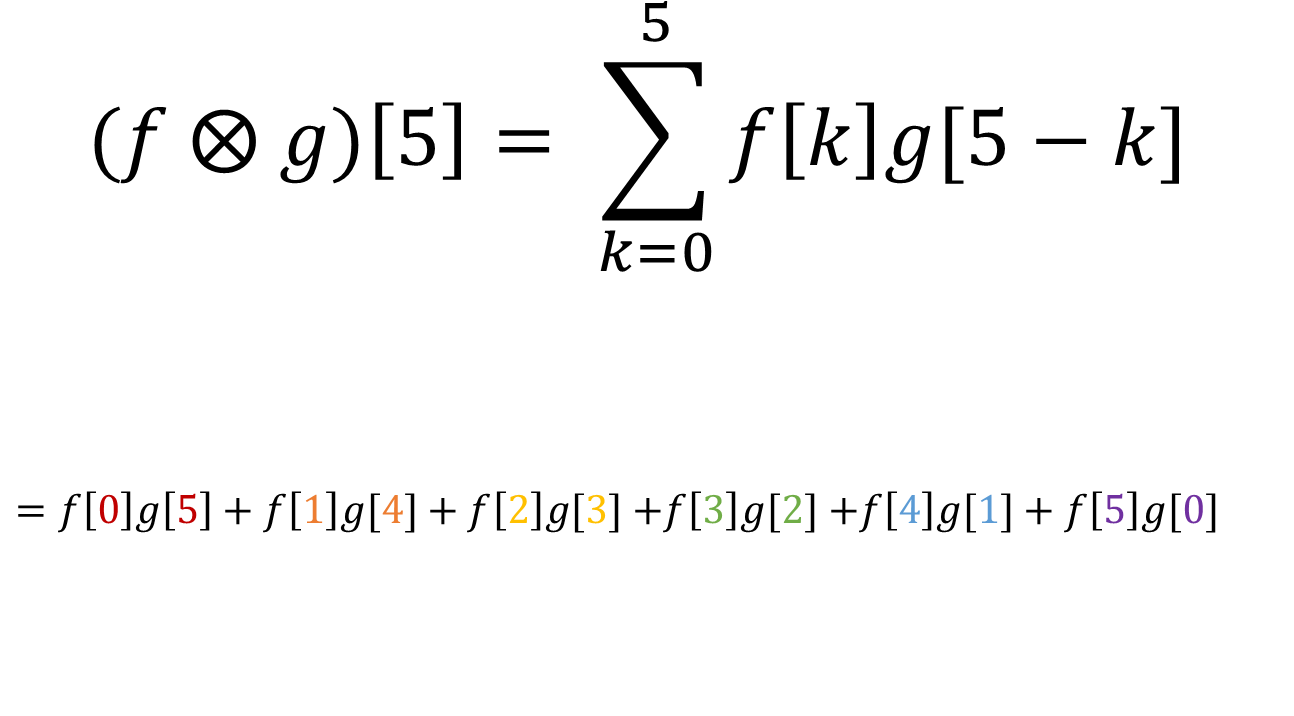 5
(f ⊗ g)[5] = ∑ f[k]g[5 − k]
k=0
= f[0]g[5] + f[1]g[4] + f[2]g[3] +f[3]g[2] +f[4]g[1] + f[5]g[0]